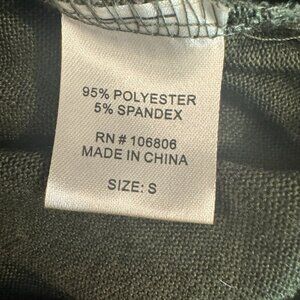 95% POLYESTER
5% SPANDEX
RN # 106806
MADE IN CHINA
SIZE: S